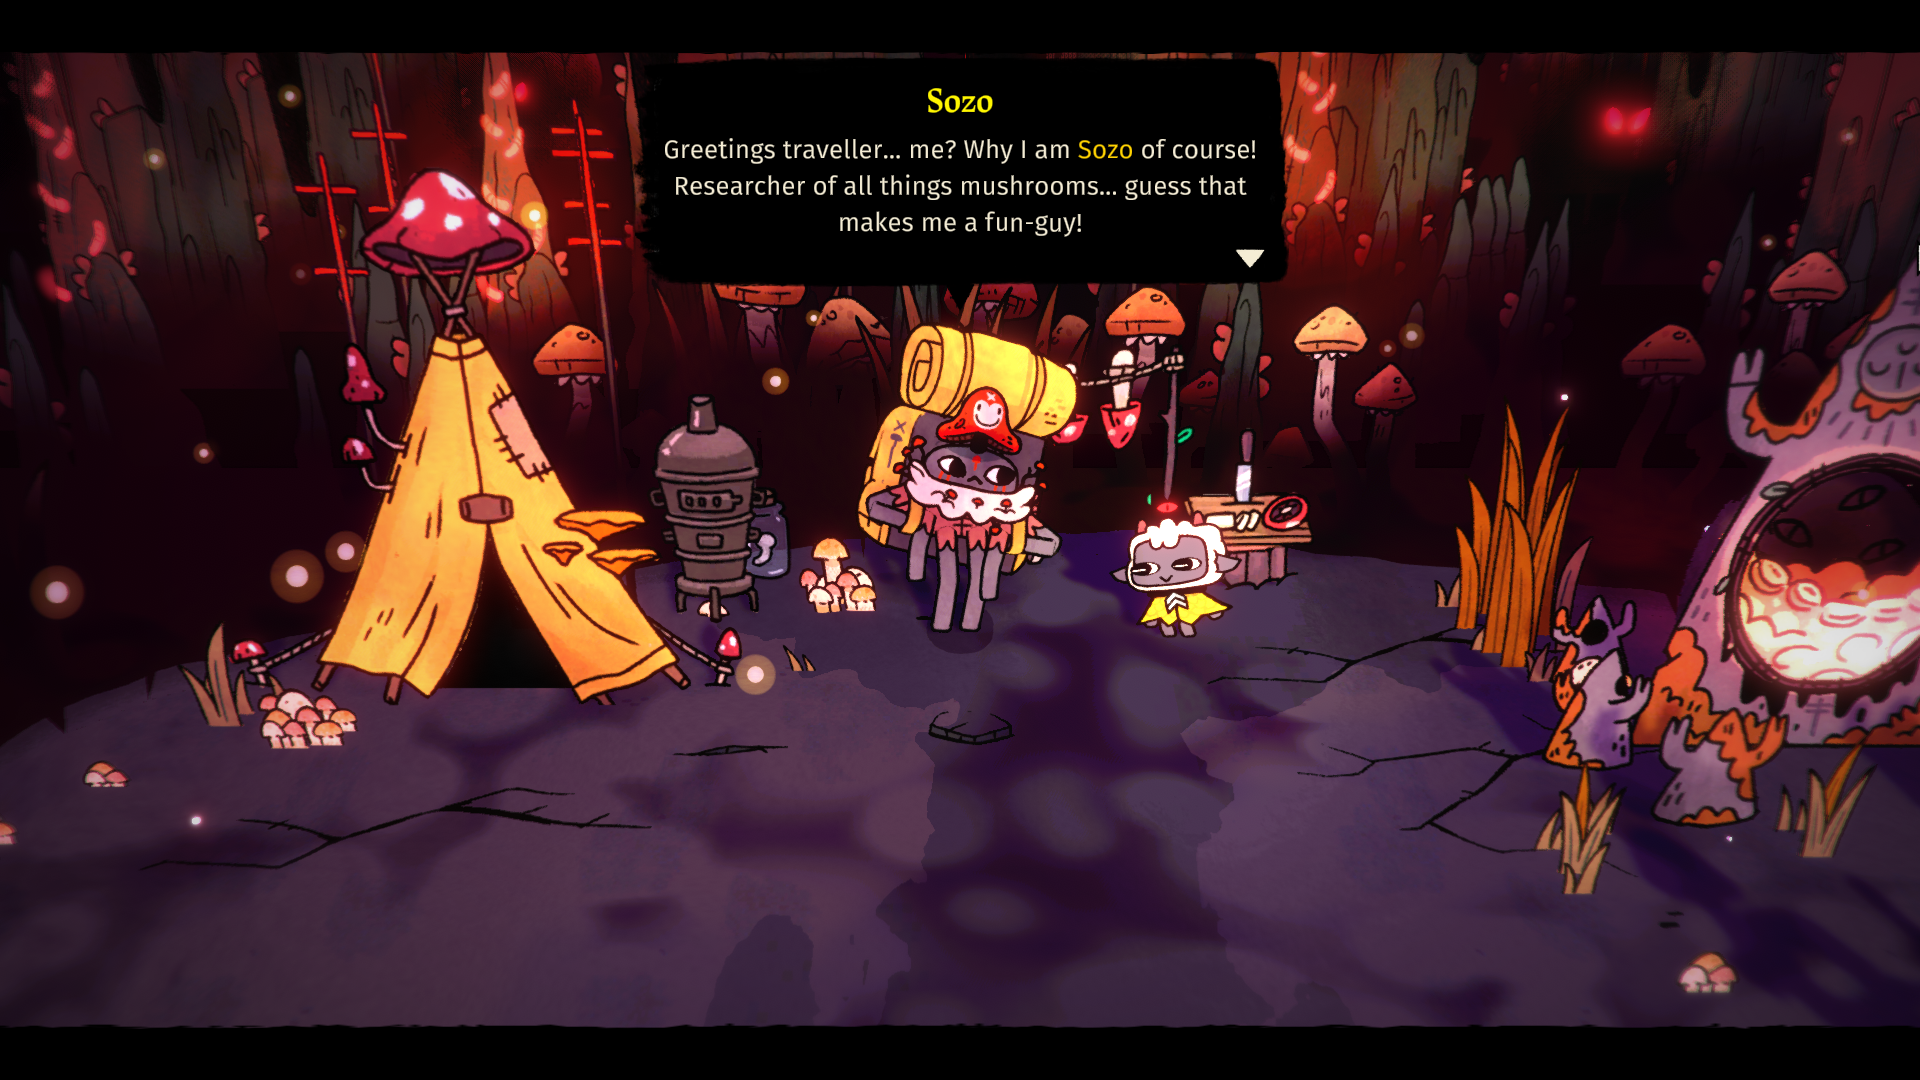 Sozo
Greetings traveller... me? Why I am Sozo of course!
Researcher of all things mushrooms... guess that
makes me a fun-guy!